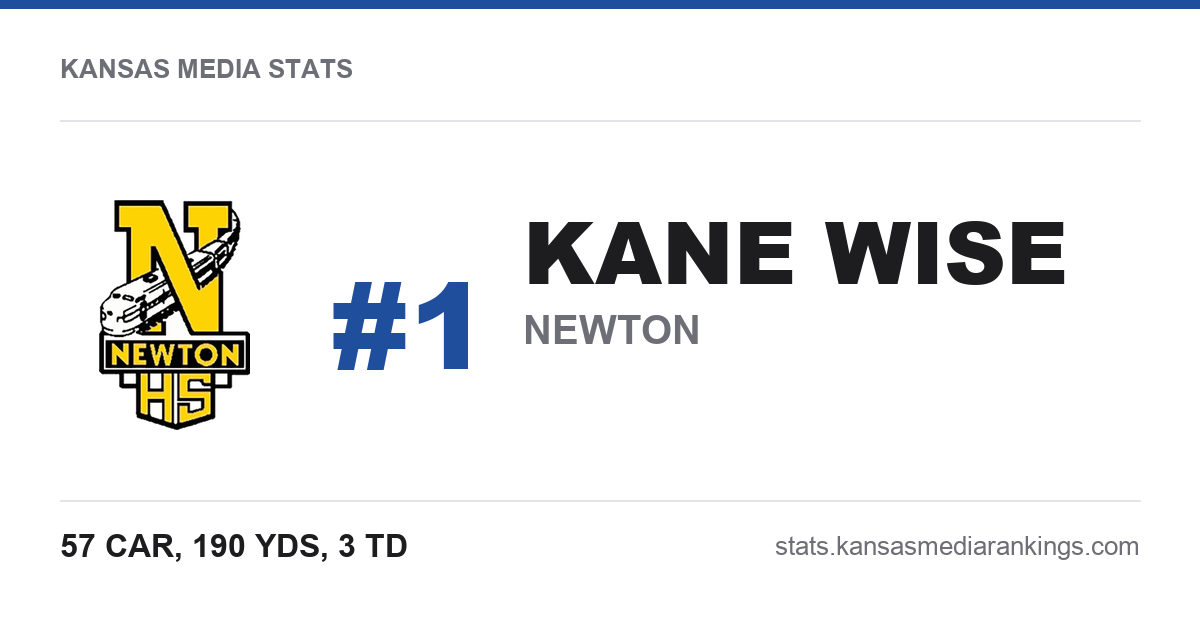 KANSAS MEDIA STATS
N
NEWTON
HS
#1
KANE WISE
NEWTON
57 CAR, 190 YDS, 3 TD
stats.kansasmediarankings.com